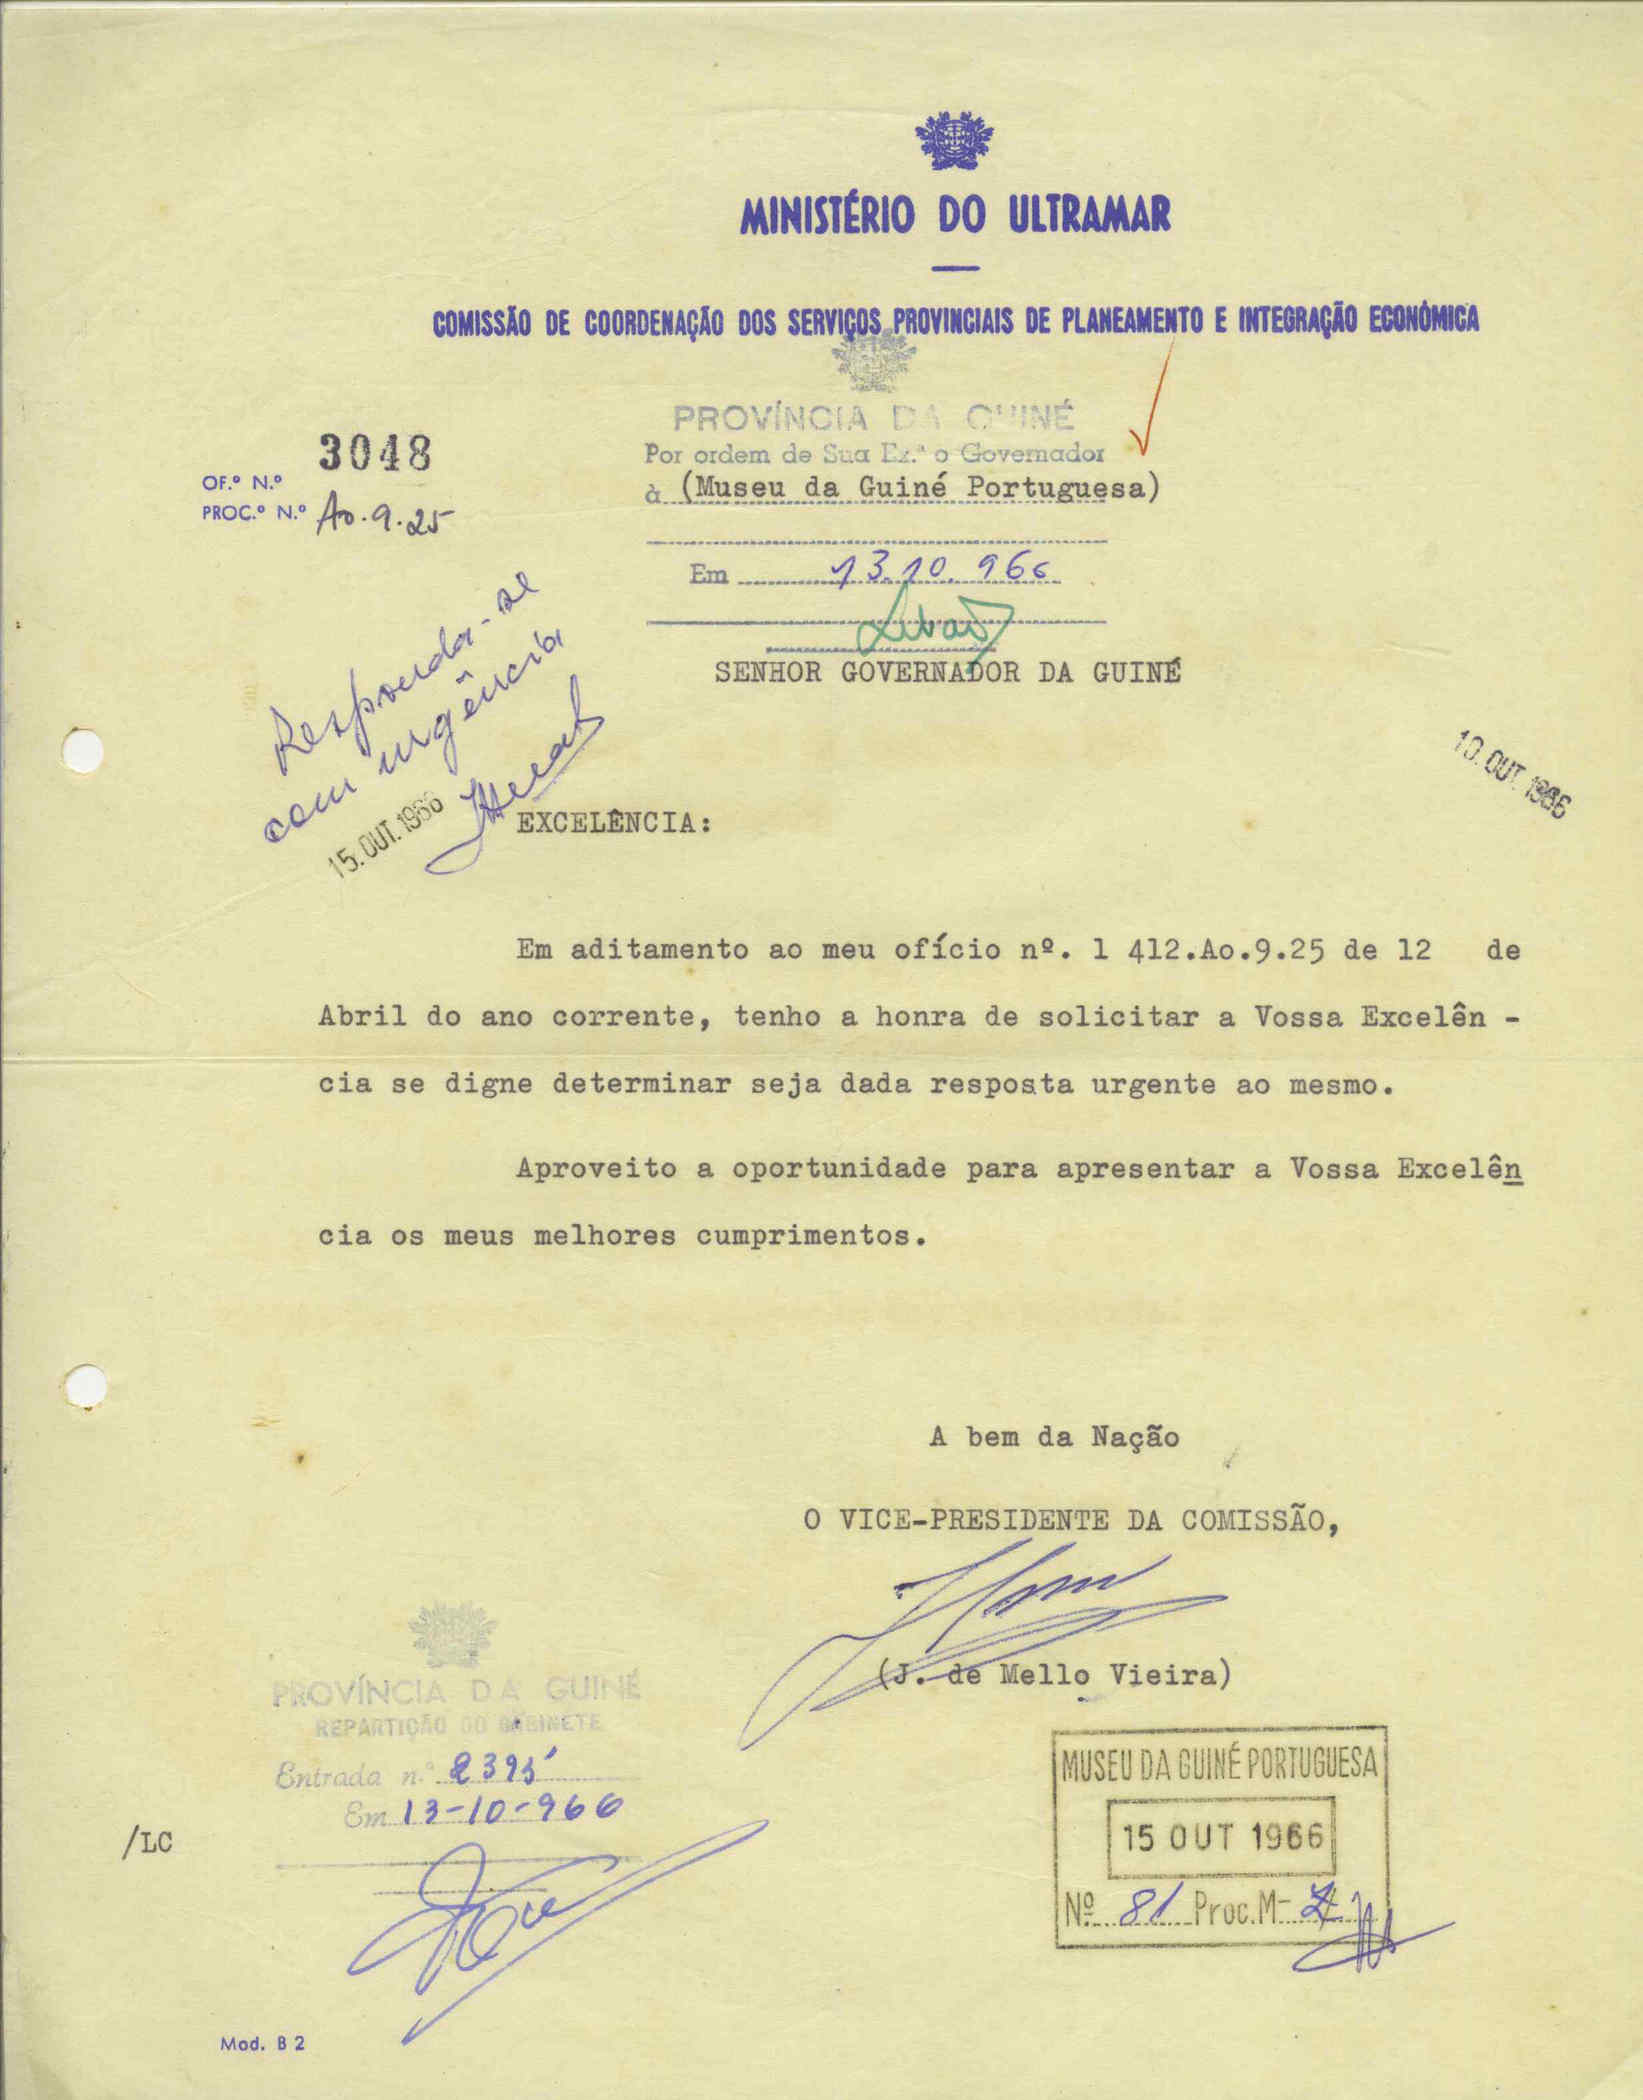 MINISTÉRIO DO ULTRAMAR
COMISSÃO DE COORDENAÇÃO DOS SERVIÇOS PROVINCIAIS DE PLANEAMENTO E INTEGRAÇÃO ECONÓMICA
PROVÍNCIA DA GUINÉ
Por ordem de Sua Ex.ª o Governador
à (Museu da Guiné Portuguesa)
Em 13.10.966
3048
OF.º N.º
PROC.º N.º Ao.9.25
SENHOR GOVERNADOR DA GUINÉ
Responda-se
com urgência
15. OUT. 1966
10. OUT. 1966
EXCELÊNCIA:
Em aditamento ao meu ofício nº. 1 412.Ao.9.25 de 12 de
Abril do ano corrente, tenho a honra de solicitar a Vossa Excelên -
cia se digne determinar seja dada resposta urgente ao mesmo.
Aproveito a oportunidade para apresentar a Vossa Excelên
cia os meus melhores cumprimentos.
A bem da Nação
O VICE-PRESIDENTE DA COMISSÃO,
(J. de Mello Vieira)
PROVÍNCIA DA GUINÉ
REPARTIÇÃO DO GABINETE
Entrada n.º 2395
Em 13-10-966
/LC
MUSEU DA GUINÉ PORTUGUESA
15 OUT 1966
Nº 81 Proc. M-
Mod. B 2